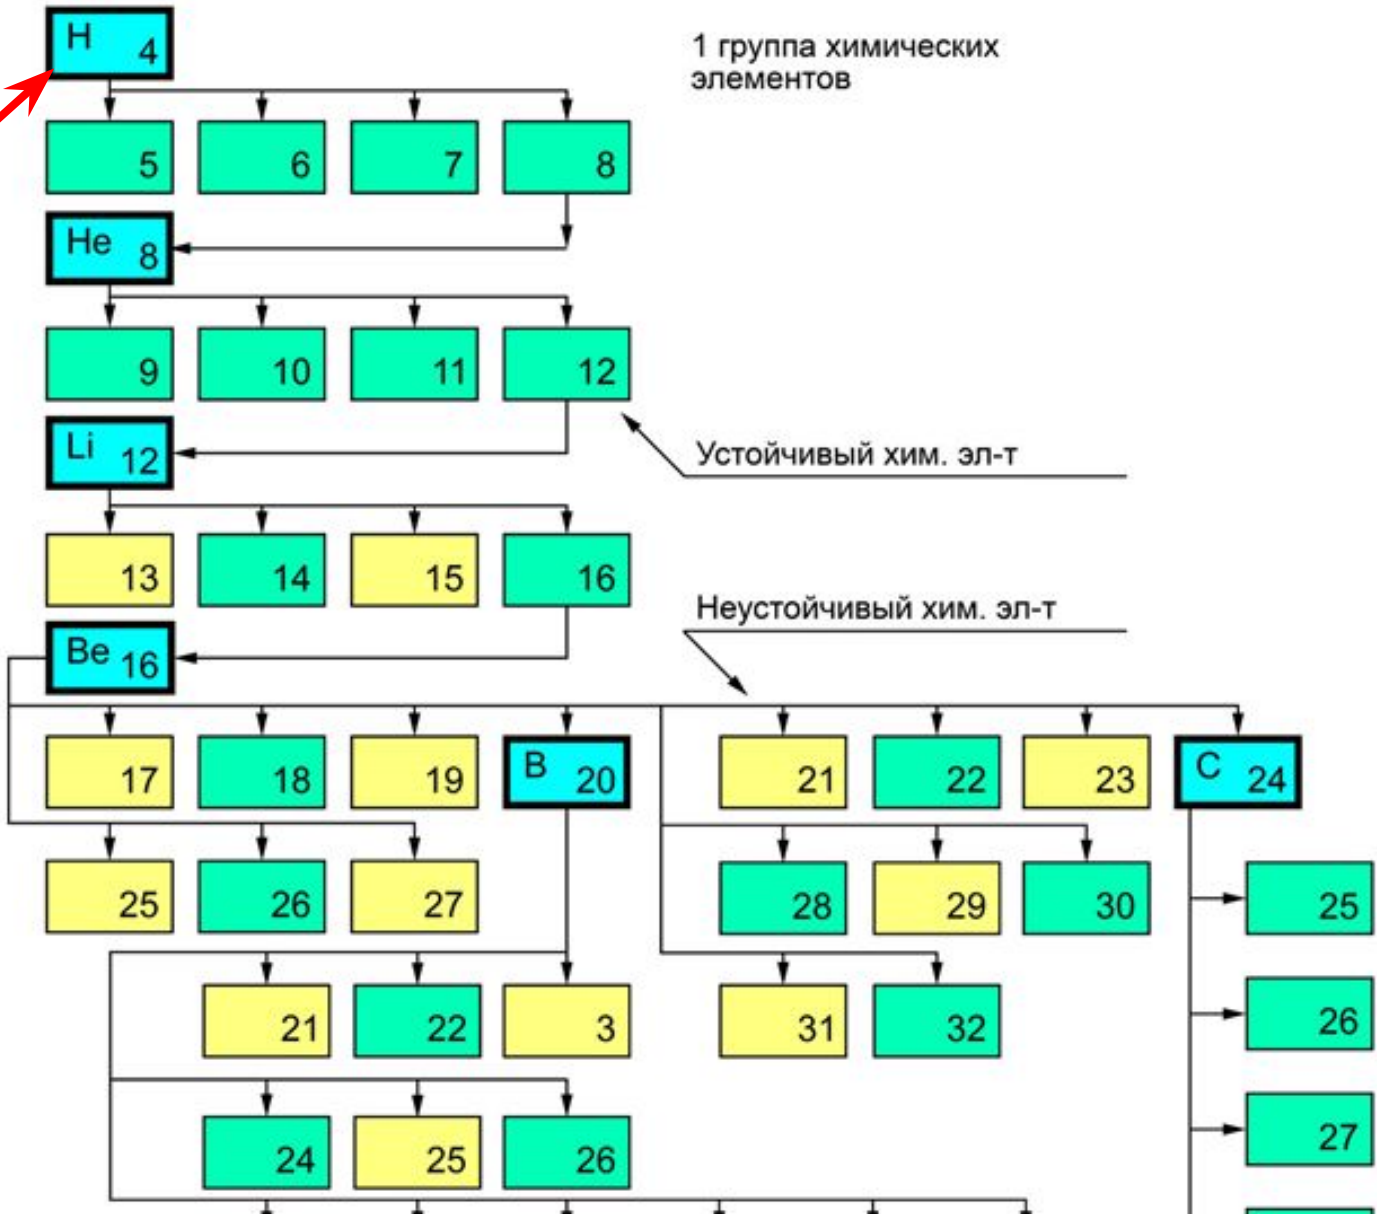 H 4
1 группа химических
элементов
5 6 7 8
He 8
9 10 11 12
Li 12
Устойчивый хим. эл-т
13 14 15 16
Неустойчивый хим. эл-т
Be 16
17 18 19 B 20 21 22 23 C 24
25 26 27 28 29 30 25
21 22 3 31 32 26
24 25 26 27